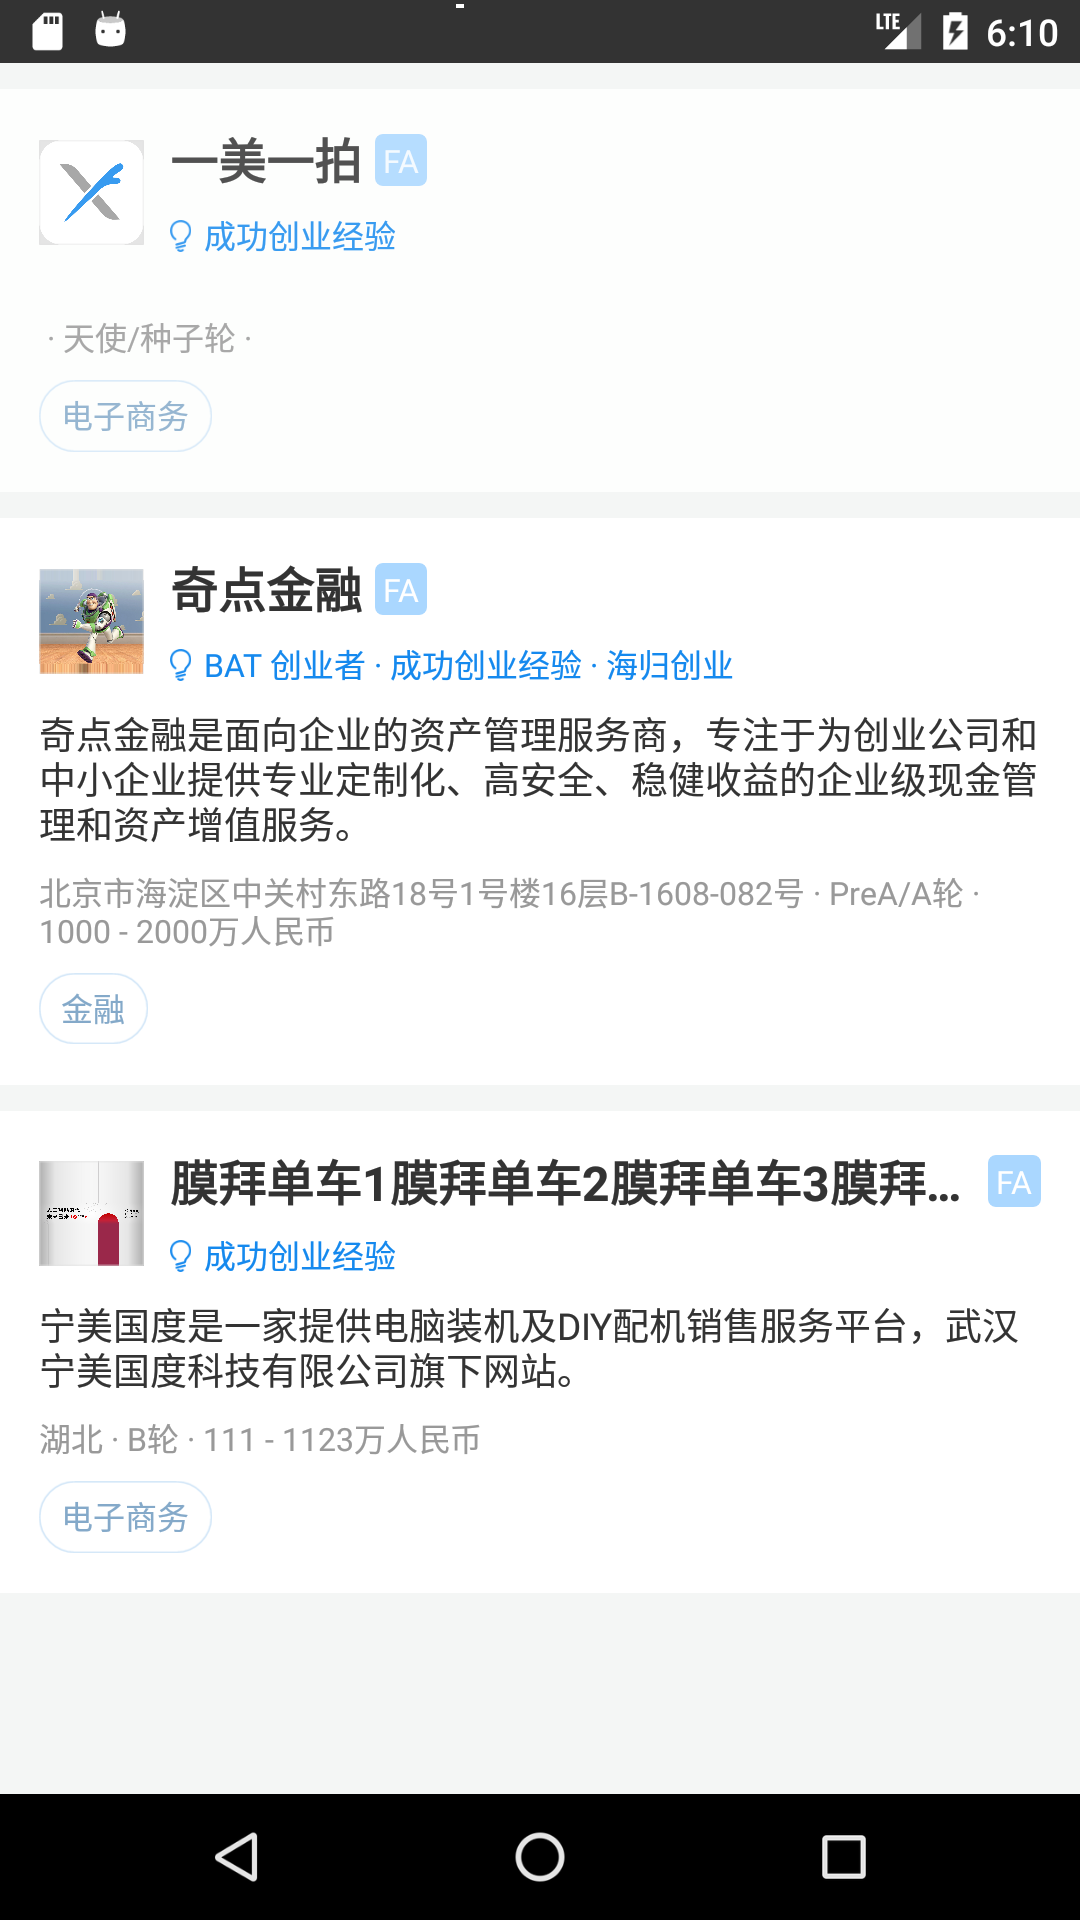 LTE 6:10
一美一拍 FA
成功创业经验
· 天使/种子轮 ·
电子商务
奇点金融 FA
BAT 创业者 · 成功创业经验 · 海归创业
奇点金融是面向企业的资产管理服务商，专注于为创业公司和
中小企业提供专业定制化、高安全、稳健收益的企业级现金管
理和资产增值服务。
北京市海淀区中关村东路18号1号楼16层B-1608-082号 · PreA/A轮 ·
1000 - 2000万人民币
金融
膜拜单车1膜拜单车2膜拜单车3膜拜... FA
成功创业经验
宁美国度是一家提供电脑装机及DIY配机销售服务平台，武汉
宁美国度科技有限公司旗下网站。
湖北 · B轮 · 111 - 1123万人民币
电子商务